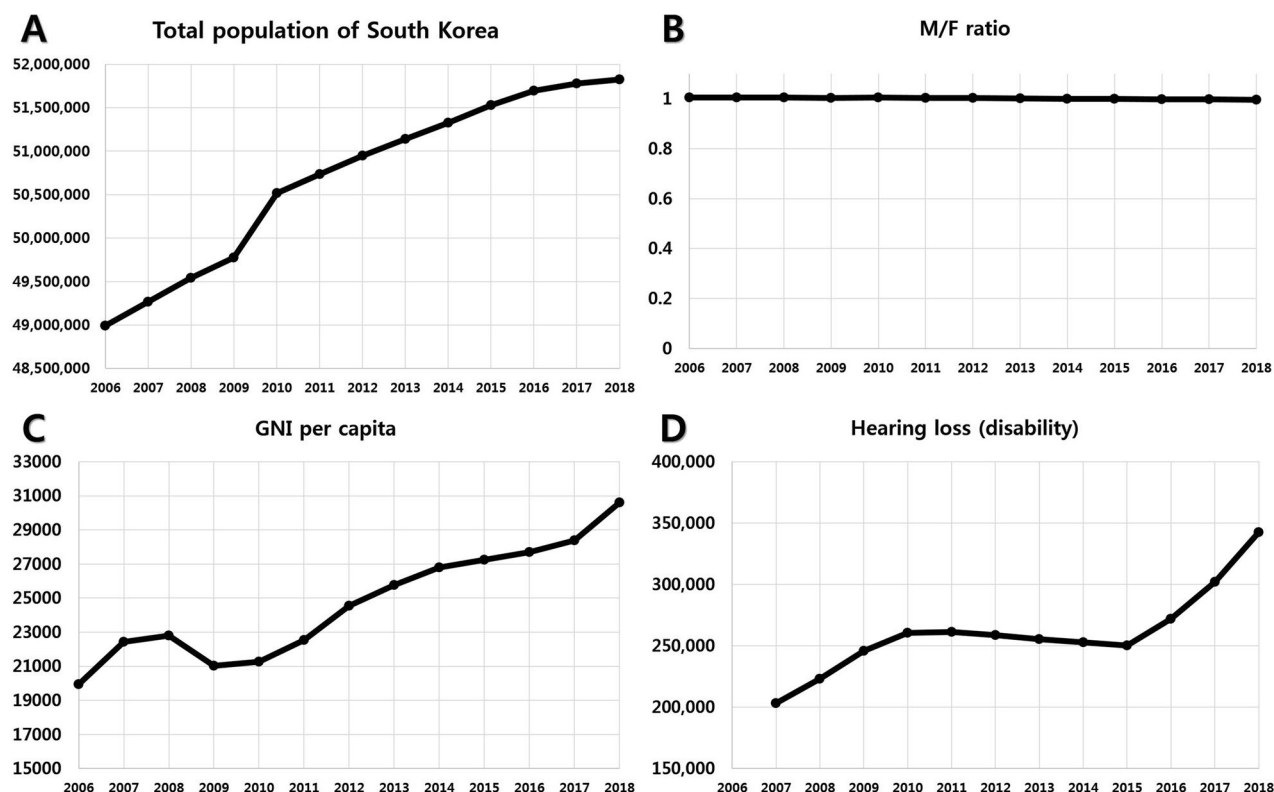 A
Total population of South Korea
52,000,000
51,500,000
51,000,000
50,500,000
50,000,000
49,500,000
49,000,000
48,500,000
2006 2007 2008 2009 2010 2011 2012 2013 2014 2015 2016 2017 2018
B
M/F ratio
1
0.8
0.6
0.4
0.2
0
2006 2007 2008 2009 2010 2011 2012 2013 2014 2015 2016 2017 2018
C
GNI per capita
33000
31000
29000
27000
25000
23000
21000
19000
17000
15000
2006 2007 2008 2009 2010 2011 2012 2013 2014 2015 2016 2017 2018
D
Hearing loss (disability)
400,000
350,000
300,000
250,000
200,000
150,000
2006 2007 2008 2009 2010 2011 2012 2013 2014 2015 2016 2017 2018